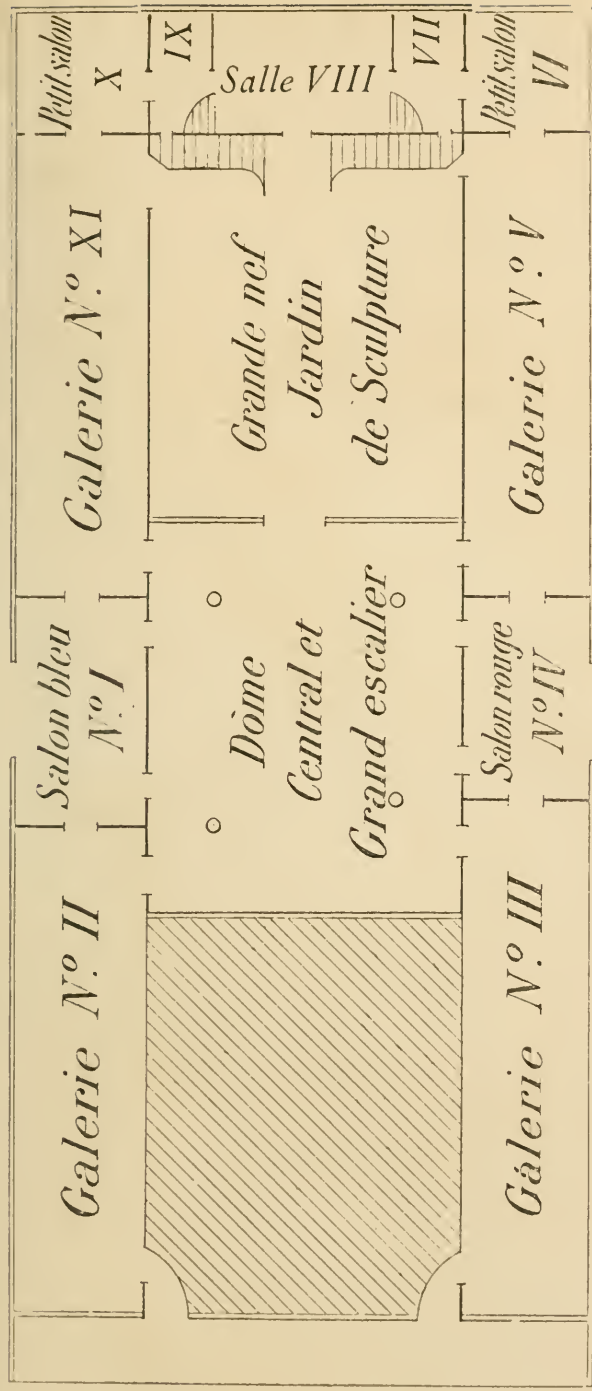 Petit salon
X
IX
Salle VIII
VII
Petit salon
VI
Galerie N.º XI
Grande nef
Jardin
de Sculpture
Galerie N.º V
Salon bleu
N.º I
Dôme
Central et
Grand escalier
Salon rouge
N.º IV
Galerie N.º II
Galerie N.º III